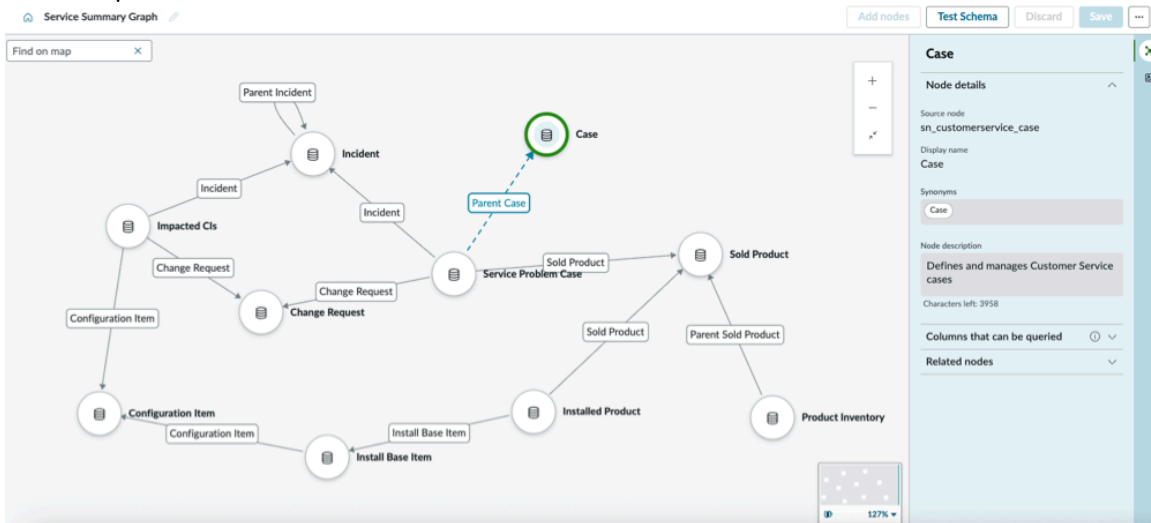 Service Summary Graph
Add nodes
Test Schema
Discard
Save
Find on map
Parent Incident
Case
Incident
Incident
Parent Case
Incident
Impacted CIs
Sold Product
Sold Product
Change Request
Service Problem Case
Change Request
Change Request
Configuration Item
Sold Product
Parent Sold Product
Configuration Item
Installed Product
Product Inventory
Configuration Item
Install Base Item
Install Base Item
127%
Case
Node details
Source node
sn_customerservice_case
Display name
Case
Synonyms
Case
Node description
Defines and manages Customer Service
cases
Characters left: 3958
Columns that can be queried
Related nodes